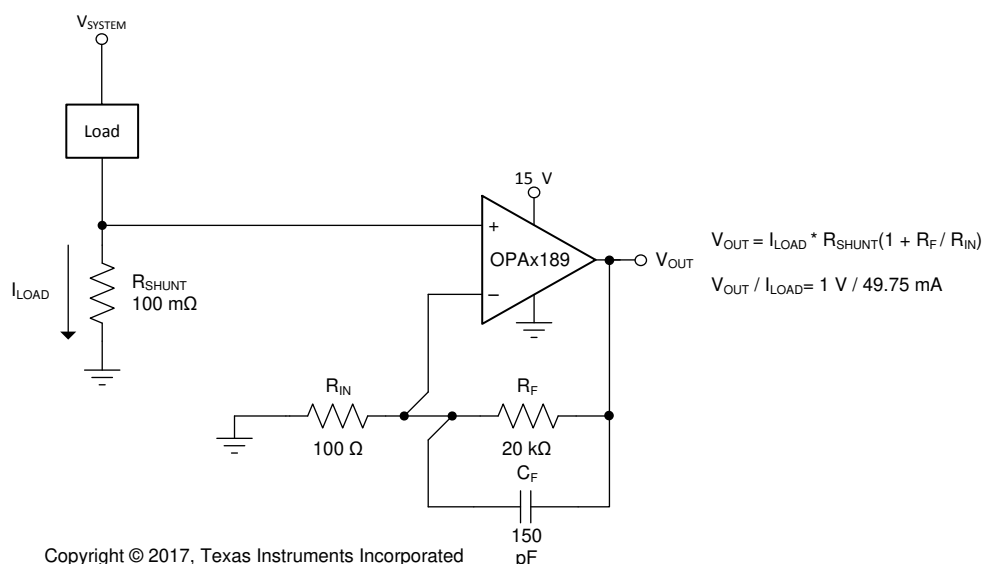 VSYSTEM
Load
15 V
+
OPAx189
−
VOUT
VOUT = ILOAD * RSHUNT(1 + RF / RIN)
VOUT / ILOAD= 1 V / 49.75 mA
ILOAD
RSHUNT
100 mΩ
RIN
100 Ω
RF
20 kΩ
CF
150
pF
Copyright © 2017, Texas Instruments Incorporated